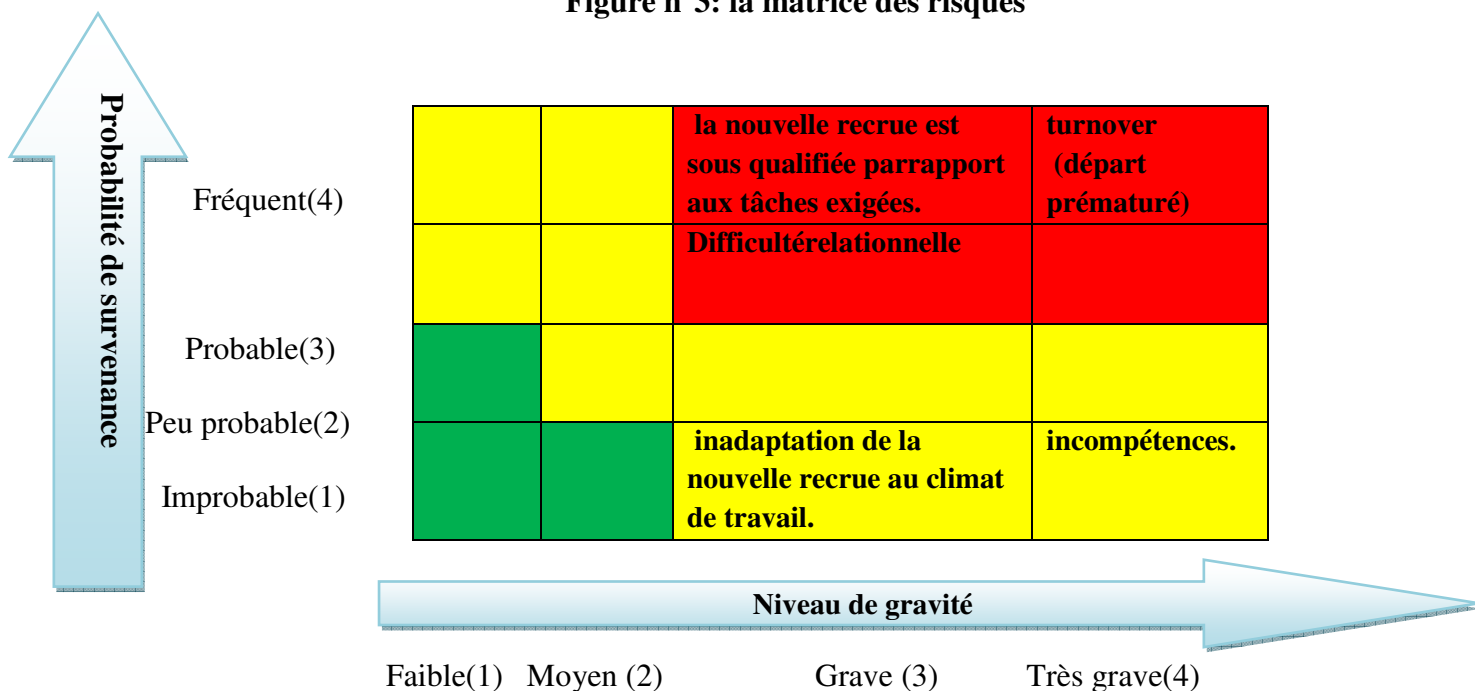 Figure n°3: la matrice des risques
Probabilité de survenance
Fréquent(4)
Probable(3)
Peu probable(2)
Improbable(1)
la nouvelle recrue est
sous qualifiée parrapport
aux tâches exigées.
turnover
(départ
prématuré)
Difficultérelationnelle
inadaptation de la
nouvelle recrue au climat
de travail.
incompétences.
Niveau de gravité
Faible(1) Moyen (2) Grave (3) Très grave(4)